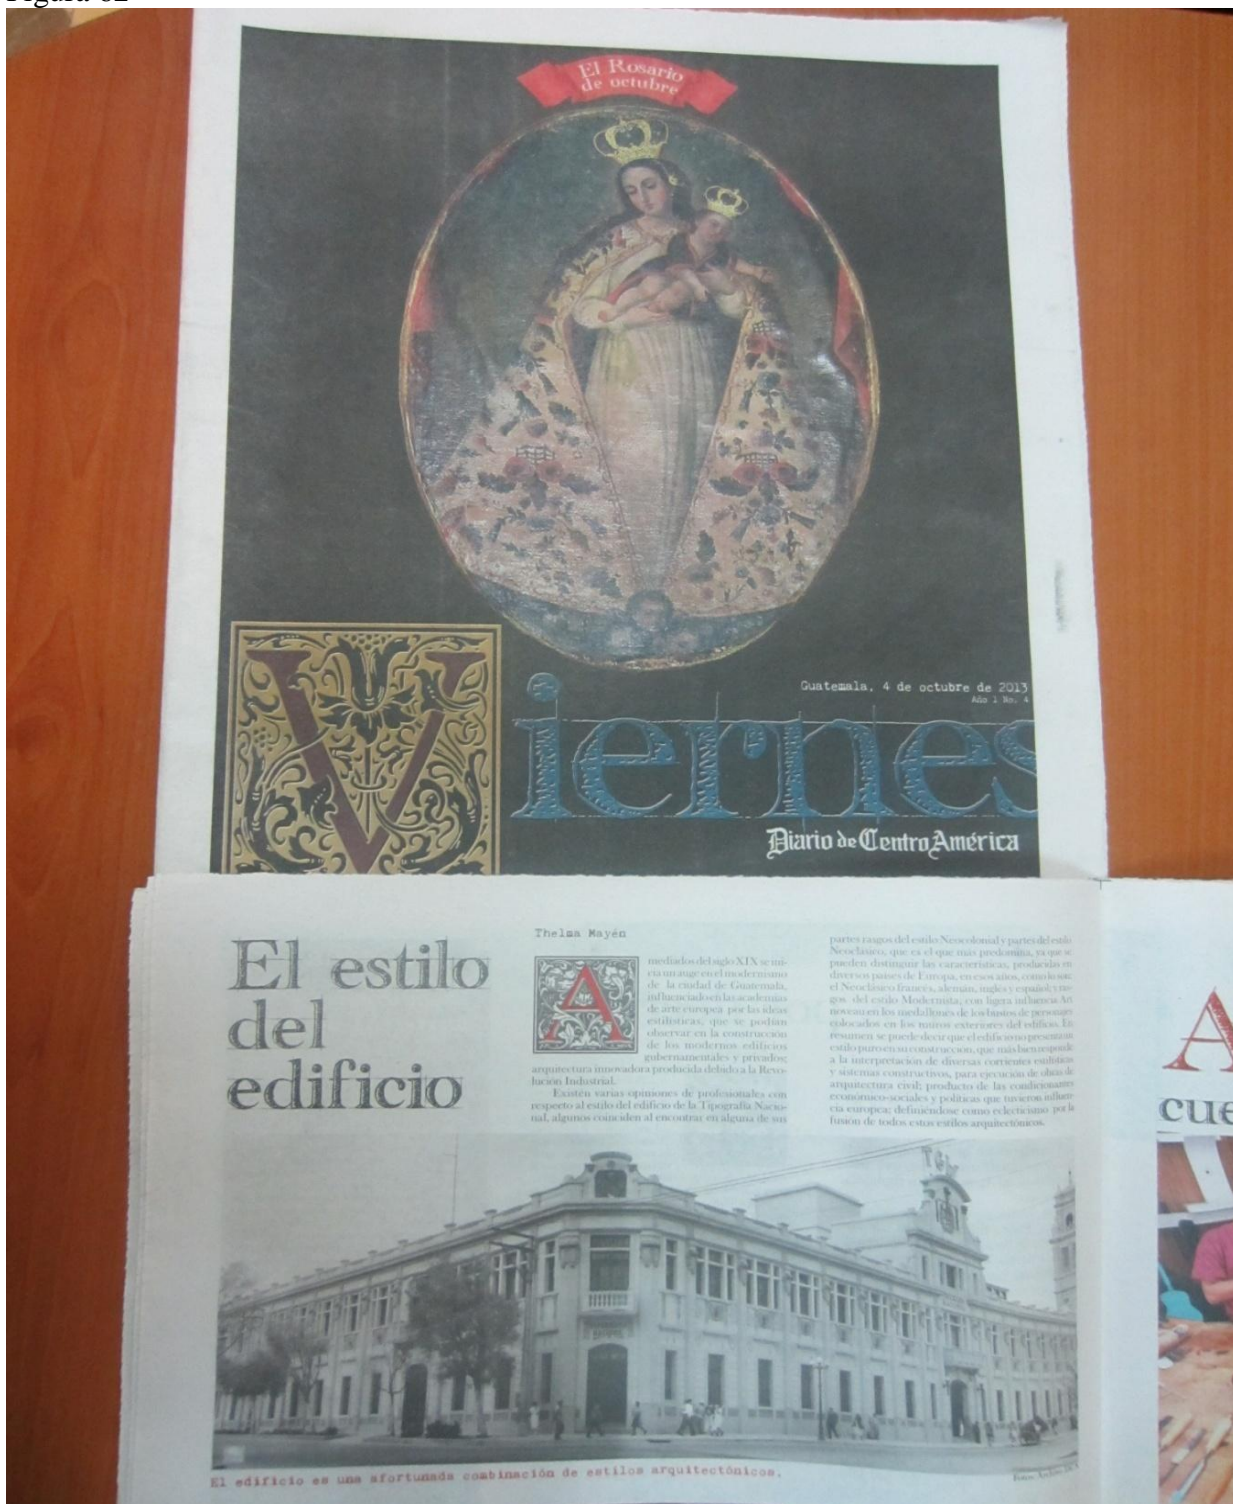 Figura 62
El Rosario
de octubre
Guatemala, 4 de octubre de 2013
Año 1 No. 4
Viernes
Diario de Centro América
El estilo
del
edificio
Thelma Mayén
A mediados del siglo XIX se ini-
cia un auge en el modernismo
de la ciudad de Guatemala,
influenciado en las academias
de arte europea por las ideas
estilísticas, que se podían
observar en la construcción
de los modernos edificios
gubernamentales y privados;
arquitectura innovadora producida debido a la Revo-
lución Industrial.
Existen varias opiniones de profesionales con
respecto al estilo del edificio de la Tipografía Nacio-
nal, algunos coinciden al encontrar en alguna de sus
partes rasgos del estilo Neocolonial y partes del estilo
Neoclásico, que es el que más predomina, ya que se
pueden distinguir las características, producidas en
diversos países de Europa, en esos años, como lo son:
el Neoclásico francés, alemán, inglés y español; y ras-
gos del estilo Modernista, con ligera influencia Art
noveau en los medallones de los bustos de personajes
colocados en los muros exteriores del edificio. En
resumen se puede decir que el edificio no presenta un
estilo puro en su construcción, que más bien responde
a la interpretación de diversas corrientes estilísticas
y sistemas constructivos, para ejecución de obras de
arquitectura civil; producto de las condicionantes
económico-sociales y políticas que tuvieron influen-
cia europea; definiéndose como eclecticismo por la
fusión de todos estos estilos arquitectónicos.
El edificio es una afortunada combinación de estilos arquitectónicos.
Fotos: Archivo DCA
A
cue